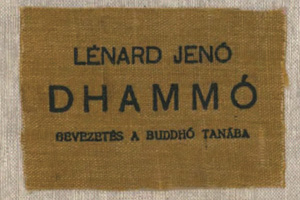 LÉNARD JENŐ
DHAMMÓ
BEVEZETÉS A BUDDHÓ TANÁBA